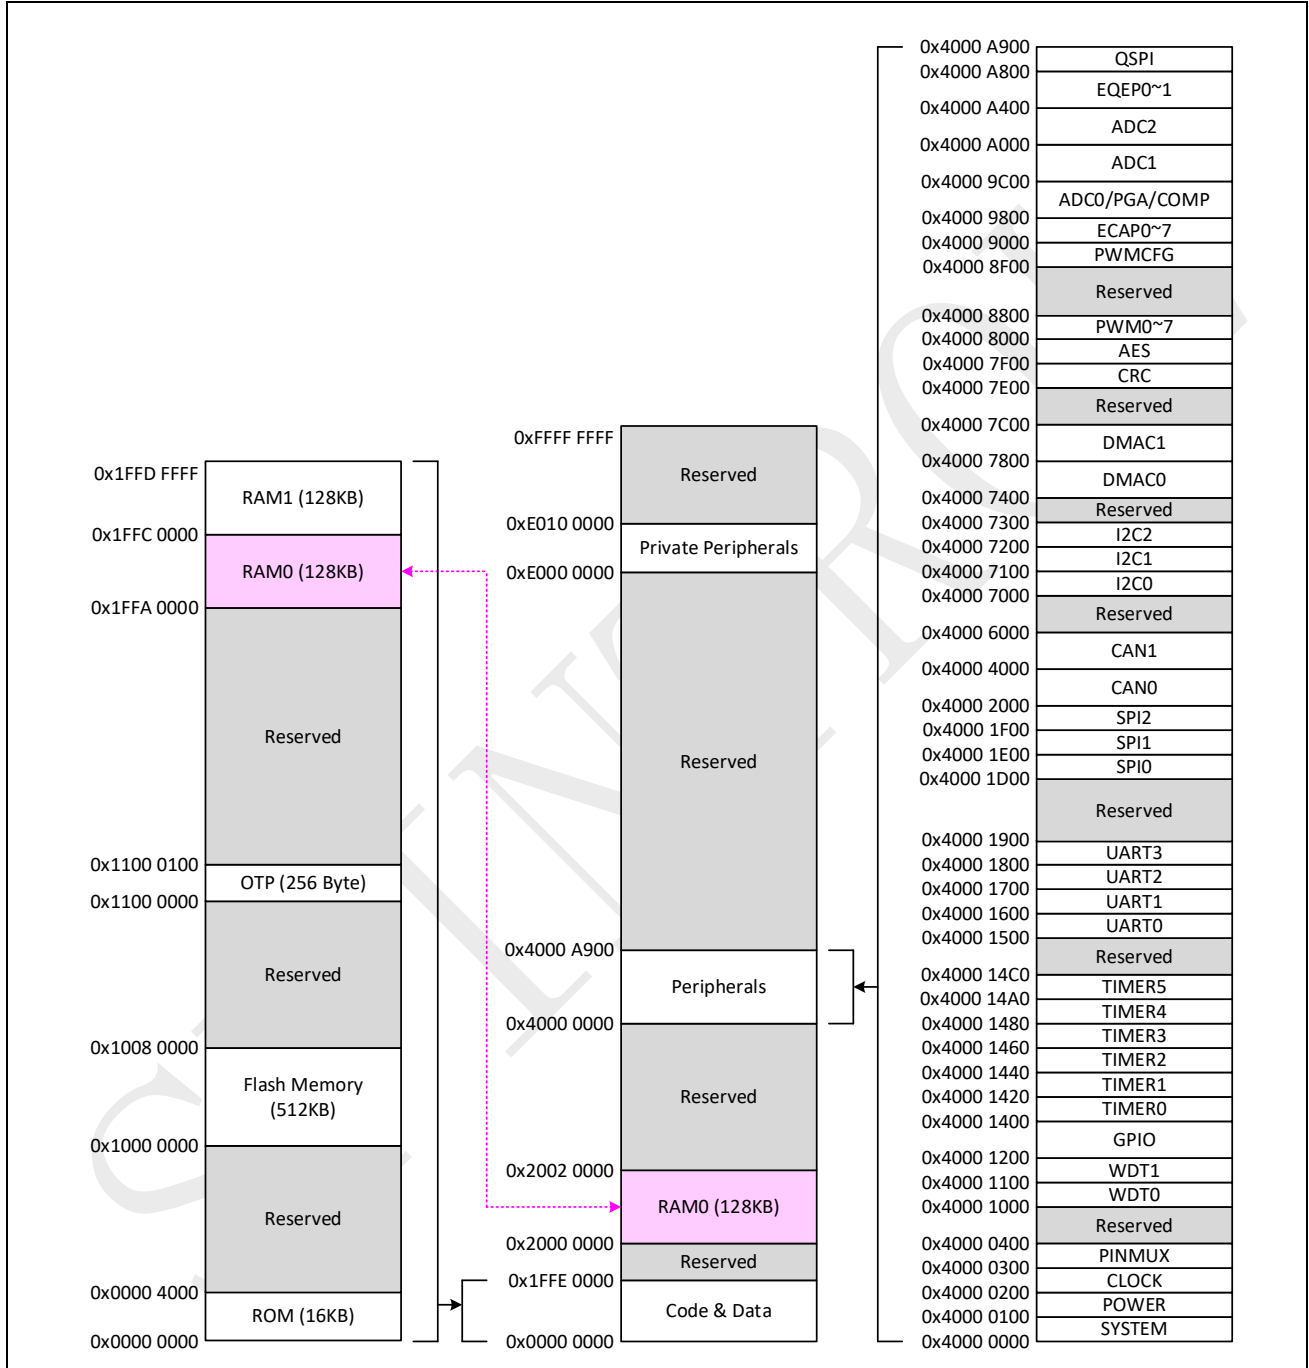 0x1FFD FFFF
RAM1 (128KB)
0x1FFC 0000
RAM0 (128KB)
0x1FFA 0000
Reserved
0x1100 0100
OTP (256 Byte)
0x1100 0000
Reserved
0x1008 0000
Flash Memory
(512KB)
0x1000 0000
Reserved
0x0000 4000
ROM (16KB)
0x0000 0000
0xFFFF FFFF
Reserved
0xE010 0000
Private Peripherals
0xE000 0000
Reserved
0x4000 A900
Peripherals
0x4000 0000
Reserved
0x2002 0000
RAM0 (128KB)
0x2000 0000
Reserved
0x1FFE 0000
Code & Data
0x0000 0000
0x4000 A900
QSPI
0x4000 A800
EQEP0~1
0x4000 A400
ADC2
0x4000 A000
ADC1
0x4000 9C00
ADC0/PGA/COMP
0x4000 9800
ECAP0~7
0x4000 9000
PWMCFG
0x4000 8F00
Reserved
0x4000 8800
PWM0~7
0x4000 8000
AES
0x4000 7F00
CRC
0x4000 7E00
Reserved
0x4000 7C00
DMAC1
0x4000 7800
DMAC0
0x4000 7400
Reserved
0x4000 7300
I2C2
0x4000 7200
I2C1
0x4000 7100
I2C0
0x4000 7000
Reserved
0x4000 6000
CAN1
0x4000 4000
CAN0
0x4000 2000
SPI2
0x4000 1F00
SPI1
0x4000 1E00
SPI0
0x4000 1D00
Reserved
0x4000 1900
UART3
0x4000 1800
UART2
0x4000 1700
UART1
0x4000 1600
UART0
0x4000 1500
Reserved
0x4000 14C0
TIMER5
0x4000 14A0
TIMER4
0x4000 1480
TIMER3
0x4000 1460
TIMER2
0x4000 1440
TIMER1
0x4000 1420
TIMER0
0x4000 1400
GPIO
0x4000 1200
WDT1
0x4000 1100
WDT0
0x4000 1000
Reserved
0x4000 0400
PINMUX
0x4000 0300
CLOCK
0x4000 0200
POWER
0x4000 0100
SYSTEM
0x4000 0000